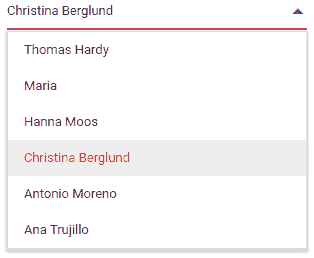 Christina Berglund
Thomas Hardy
Maria
Hanna Moos
Christina Berglund
Antonio Moreno
Ana Trujillo